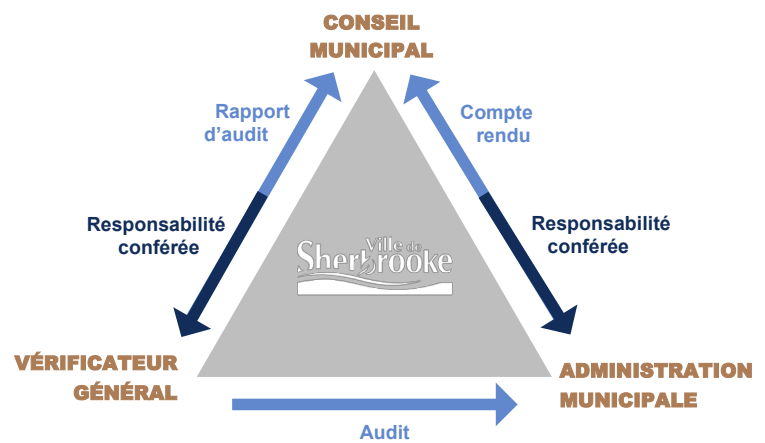 CONSEIL
MUNICIPAL
Rapport
d’audit
Compte
rendu
Responsabilité
conférée
Responsabilité
conférée
Ville de
Sherbrooke
VÉRIFICATEUR
GÉNÉRAL
ADMINISTRATION
MUNICIPALE
Audit